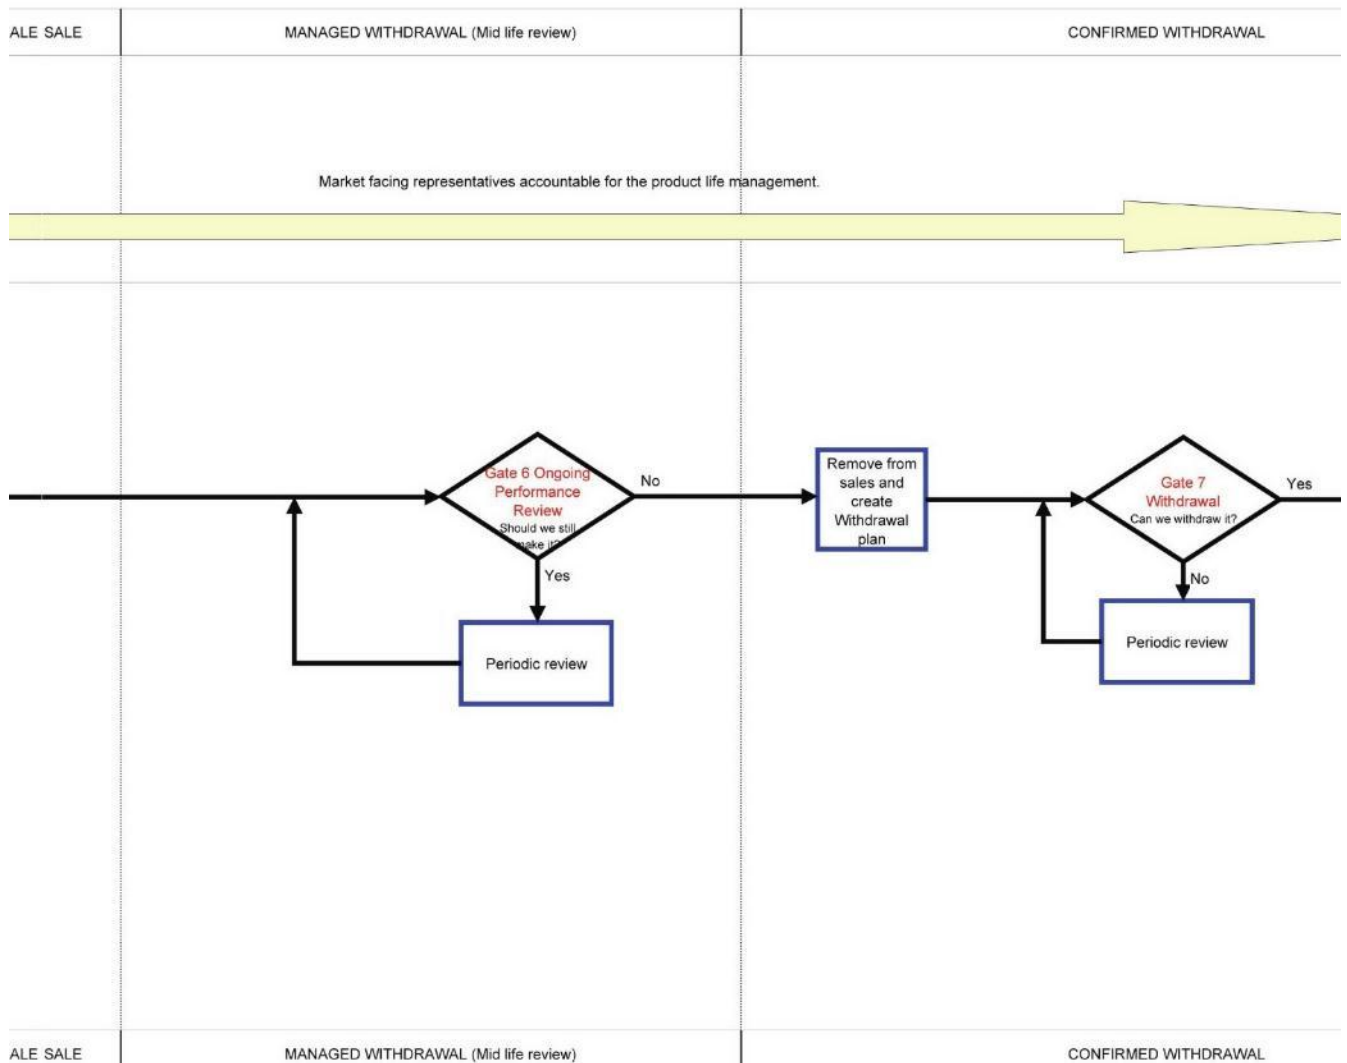 ALE SALE
MANAGED WITHDRAWAL (Mid life review)
CONFIRMED WITHDRAWAL
Market facing representatives accountable for the product life management.
Gate 6 Ongoing
Performance
Review
Should we still
make it?
No
Yes
Periodic review
Remove from
sales and
create
Withdrawal
plan
Gate 7
Withdrawal
Can we withdraw it?
Yes
No
Periodic review
ALE SALE
MANAGED WITHDRAWAL (Mid life review)
CONFIRMED WITHDRAWAL